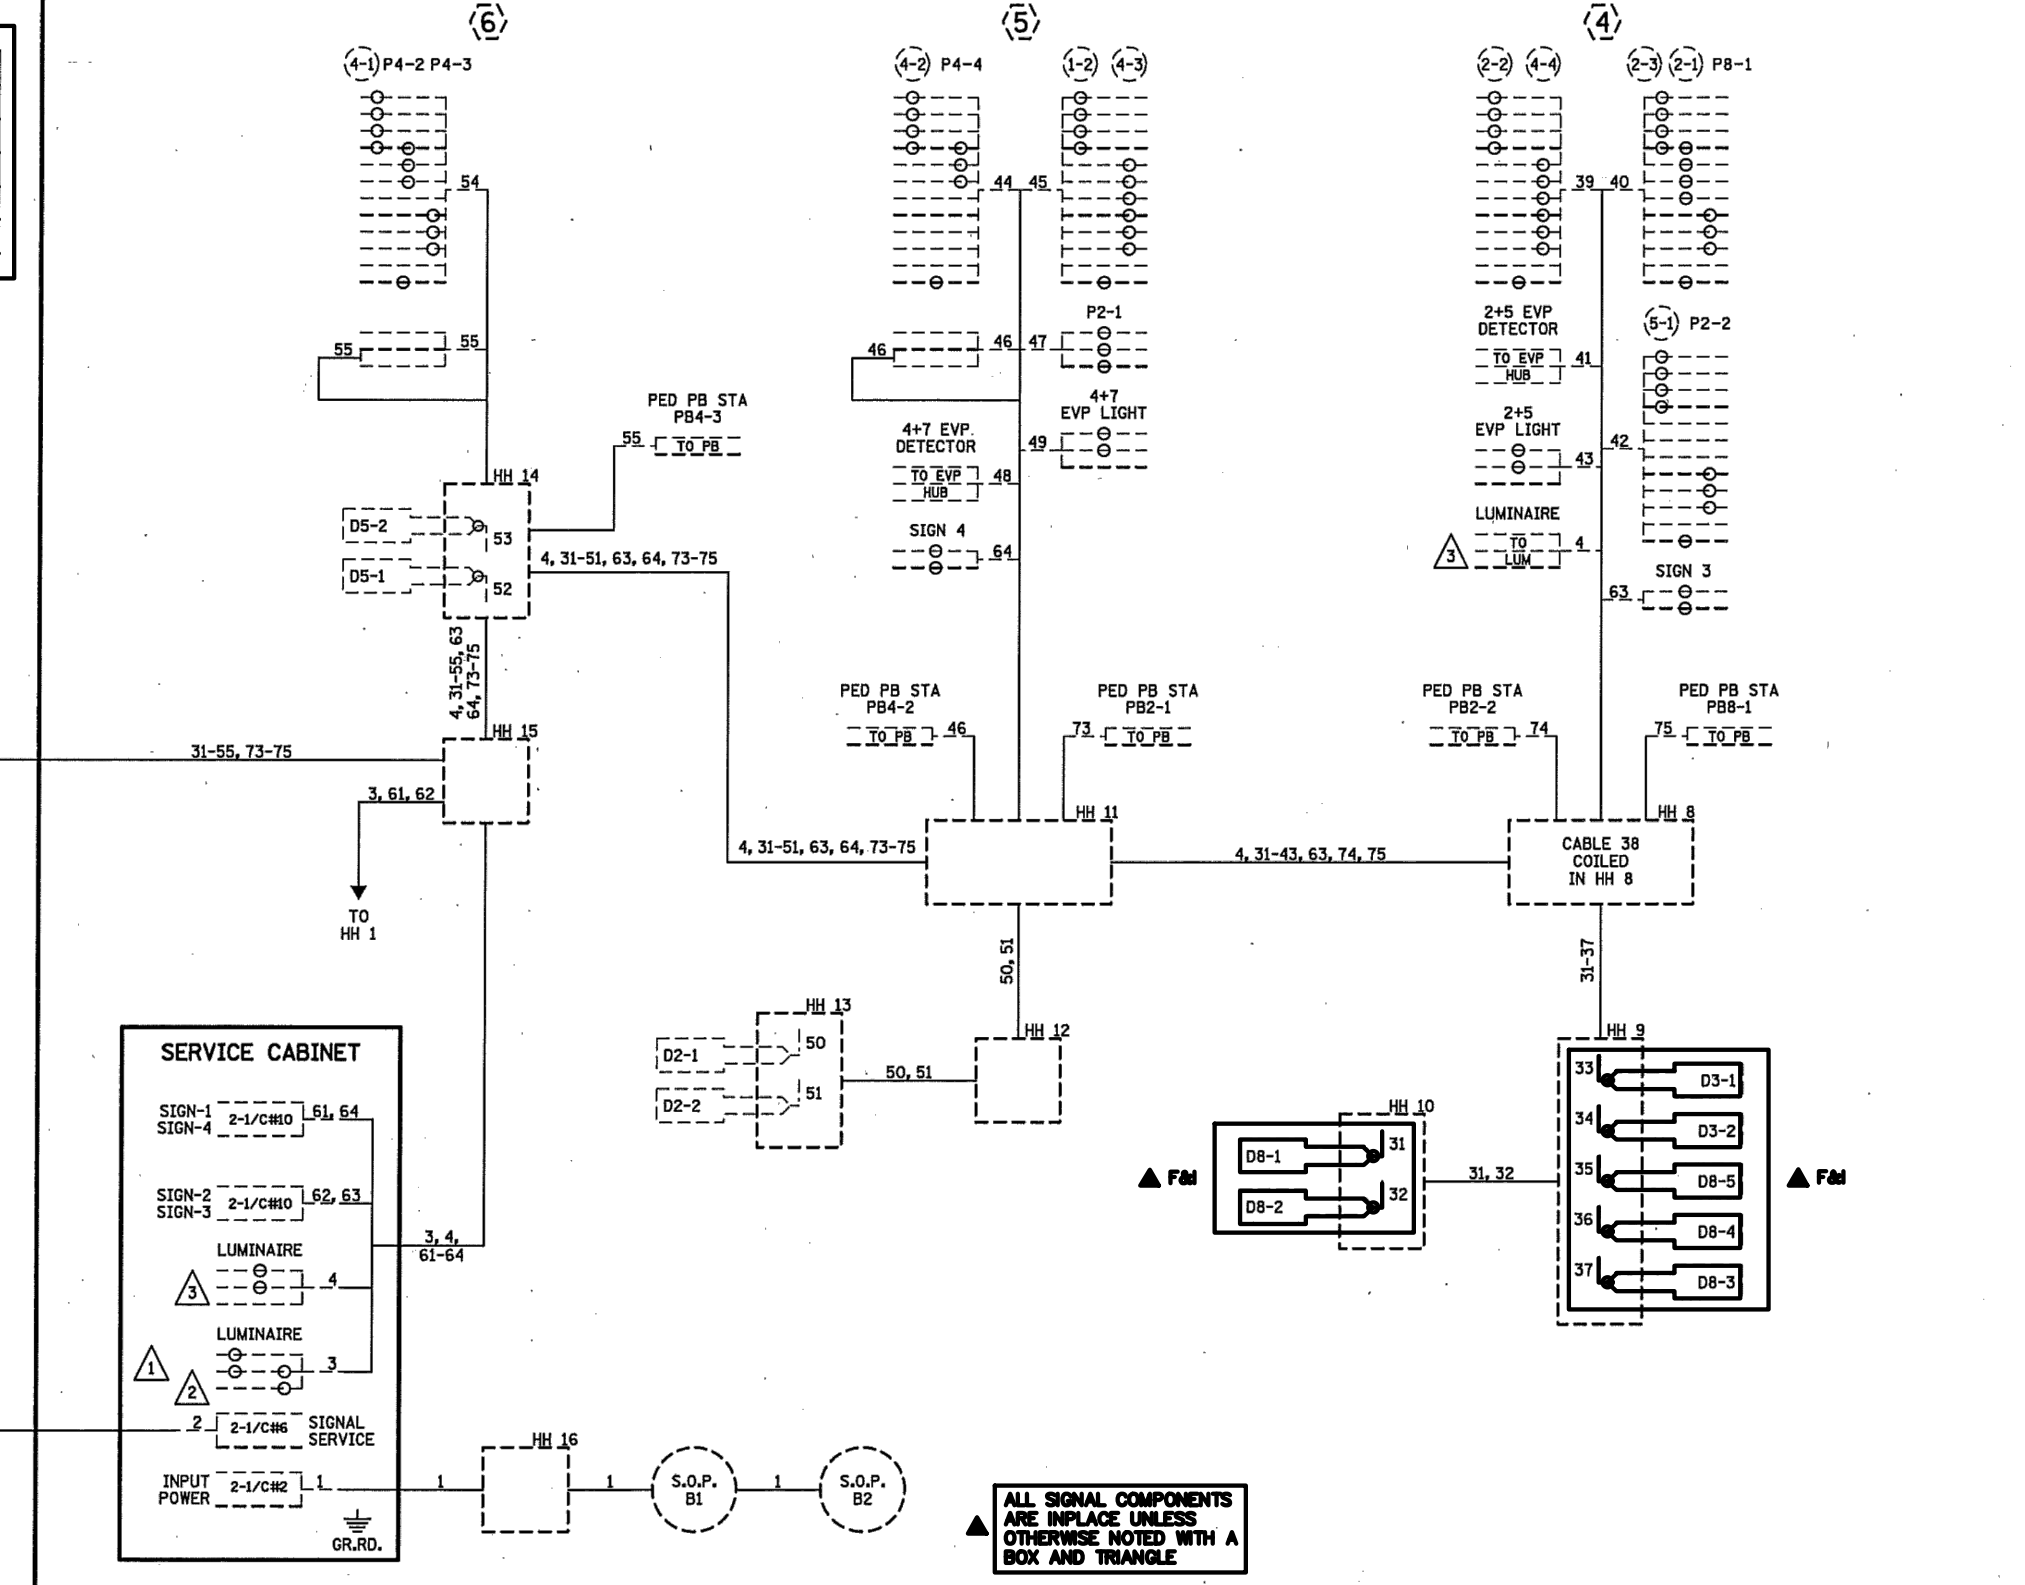 6
5
4
4-1 P4-2 P4-3
4-2 P4-4
1-2 4-3
2-2 4-4
2-3 2-1 P8-1
54
44 45
39 40
55
55
46
46 47
P2-1
2+5 EVP
DETECTOR
TO EVP
HUB
41
5-1 P2-2
PED PB STA
PB4-3
55
TO PB
4+7 EVP.
DETECTOR
TO EVP
HUB
48
4+7
EVP LIGHT
49
2+5
EVP LIGHT
43
42
HH 14
D5-2
53
D5-1
52
4, 31-51, 63, 64, 73-75
SIGN 4
64
LUMINAIRE
3
TO
LUM
4
SIGN 3
63
4, 31-55, 63
64, 73-75
PED PB STA
PB4-2
TO PB
46
PED PB STA
PB2-1
73
TO PB
PED PB STA
PB2-2
TO PB
74
PED PB STA
PB8-1
75
TO PB
HH 15
31-55, 73-75
3, 61, 62
TO
HH 1
4, 31-51, 63, 64, 73-75
HH 11
4, 31-43, 63, 74, 75
HH 8
CABLE 38
COILED
IN HH 8
50, 51
31-37
HH 13
D2-1
50
D2-2
51
50, 51
HH 12
HH 9
33
D3-1
34
D3-2
35
D8-5
36
D8-4
37
D8-3
F&I
HH 10
D8-1
31
D8-2
32
31, 32
F&I
SERVICE CABINET
SIGN-1
SIGN-4
2-1/C#10
61, 64
SIGN-2
SIGN-3
2-1/C#10
62, 63
3, 4,
61-64
LUMINAIRE
3
4
LUMINAIRE
1
2
3
2
2-1/C#6
SIGNAL
SERVICE
INPUT
POWER
2-1/C#2
1
GR.RD.
1
HH 16
1
S.O.P.
B1
1
S.O.P.
B2
ALL SIGNAL COMPONENTS
ARE INPLACE UNLESS
OTHERWISE NOTED WITH A
BOX AND TRIANGLE